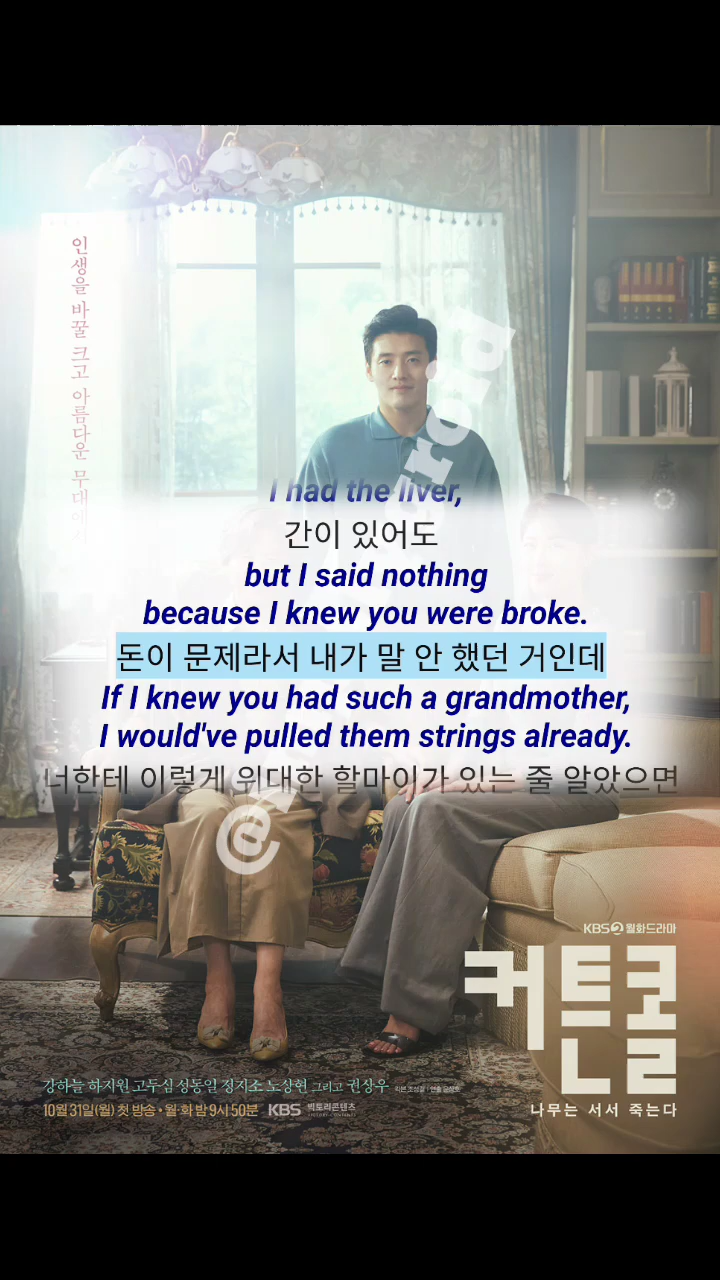 인생을 바꿀 크고 아름다운 무대에서
I had the liver,
간이 있어도
but I said nothing
because I knew you were broke.
돈이 문제라서 내가 말 안 했던 거인데
If I knew you had such a grandmother,
I would've pulled them strings already.
너한테 이렇게 위대한 할마이가 있는 줄 알았으면
KBS2 월화드라마
커튼콜
나무는 서서 죽는다
강하늘 하지원 고두심 성동일 정지소 노상현 그리고 권상우
10월 31일(월) 첫 방송 • 월·화 밤 9시 50분 KBS 빅토리콘텐츠